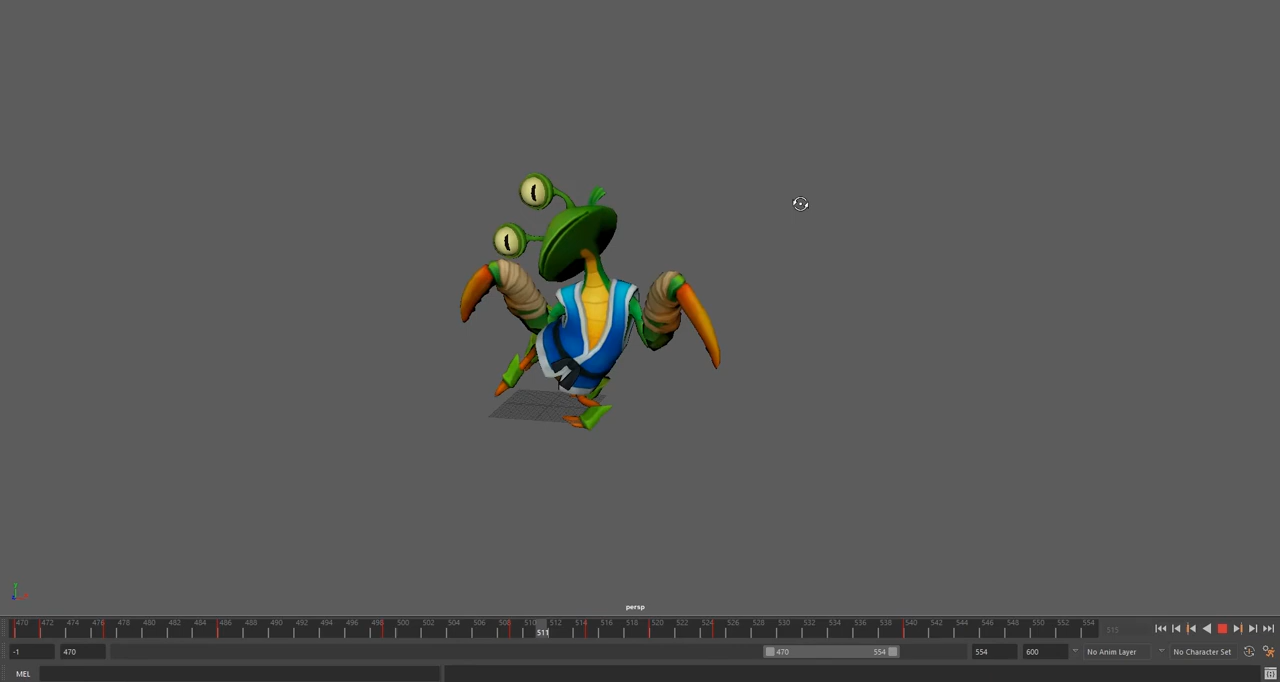 persp
470 472 474 476 478 480 482 484 486 488 490 492 494 496 498 500 502 504 506 508 510 512 514 516 518 520 522 524 526 528 530 532 534 536 538 540 542 544 546 548 550 552 554
511
515
-1 470 470 554 554 600 No Anim Layer No Character Set
MEL